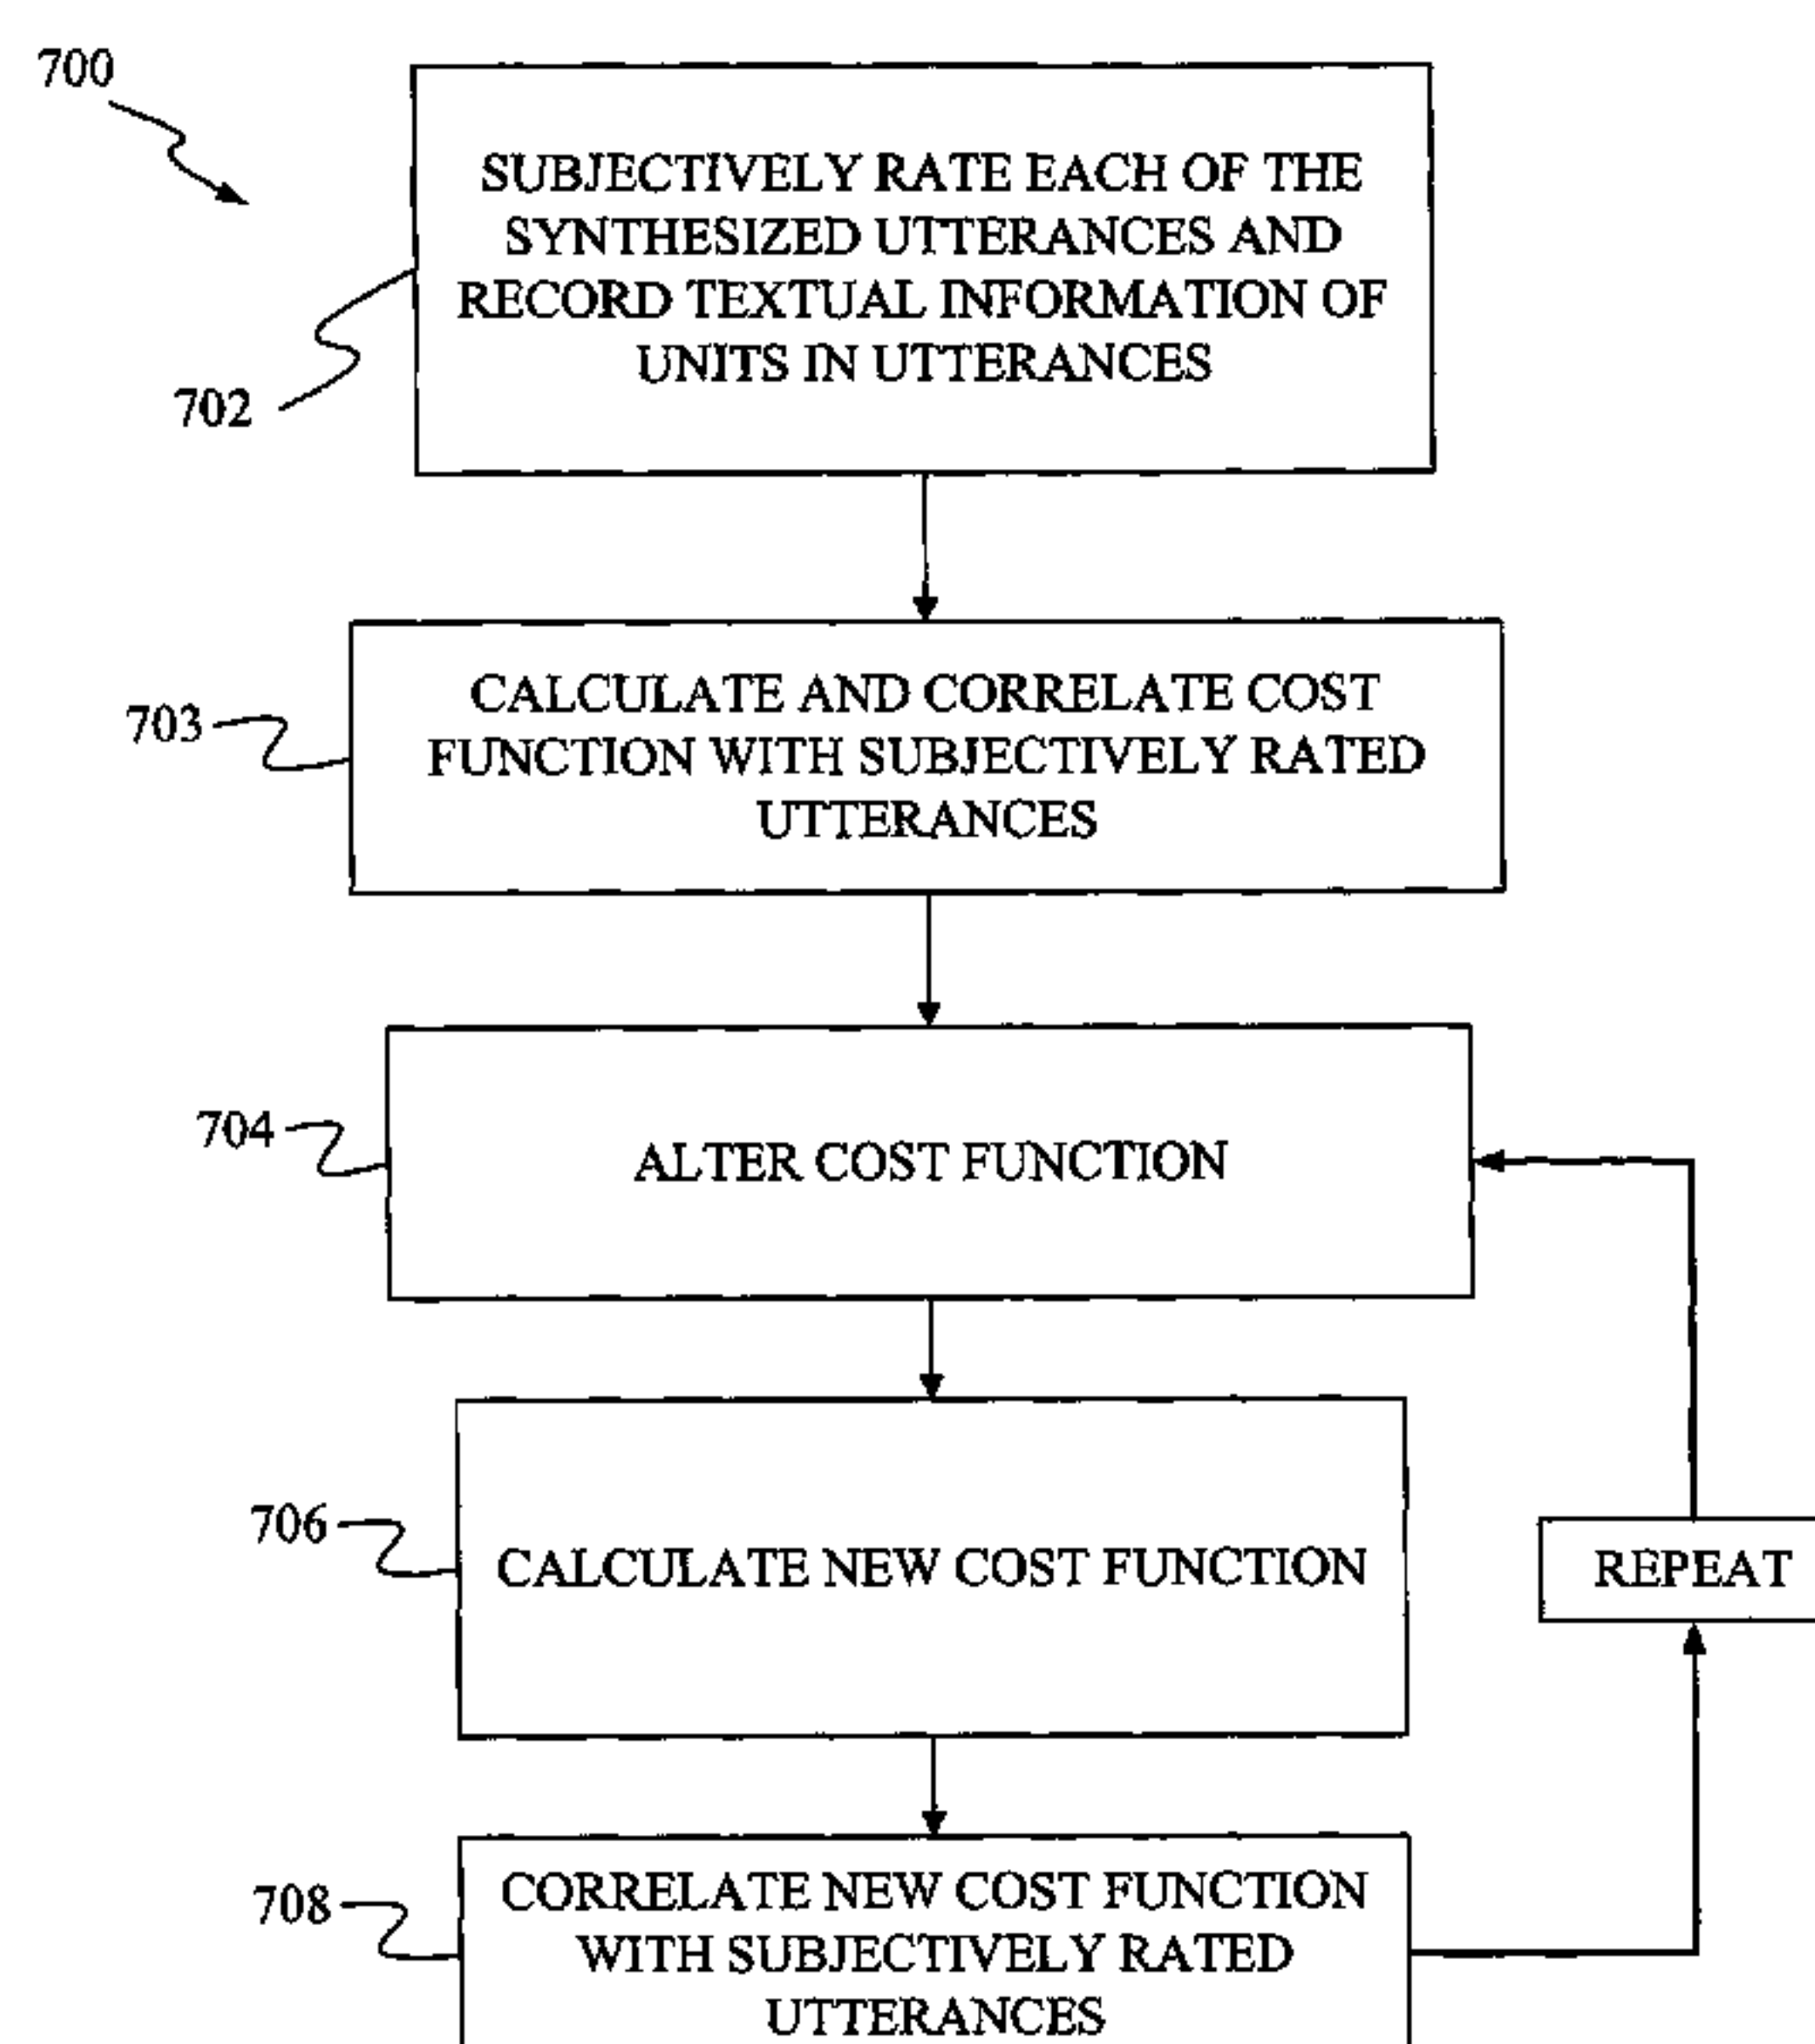 700
SUBJECTIVELY RATE EACH OF THE
SYNTHESIZED UTTERANCES AND
RECORD TEXTUAL INFORMATION OF
UNITS IN UTTERANCES
702
CALCULATE AND CORRELATE COST
FUNCTION WITH SUBJECTIVELY RATED
UTTERANCES
703
704
ALTER COST FUNCTION
706
CALCULATE NEW COST FUNCTION
REPEAT
708
CORRELATE NEW COST FUNCTION
WITH SUBJECTIVELY RATED
UTTERANCES